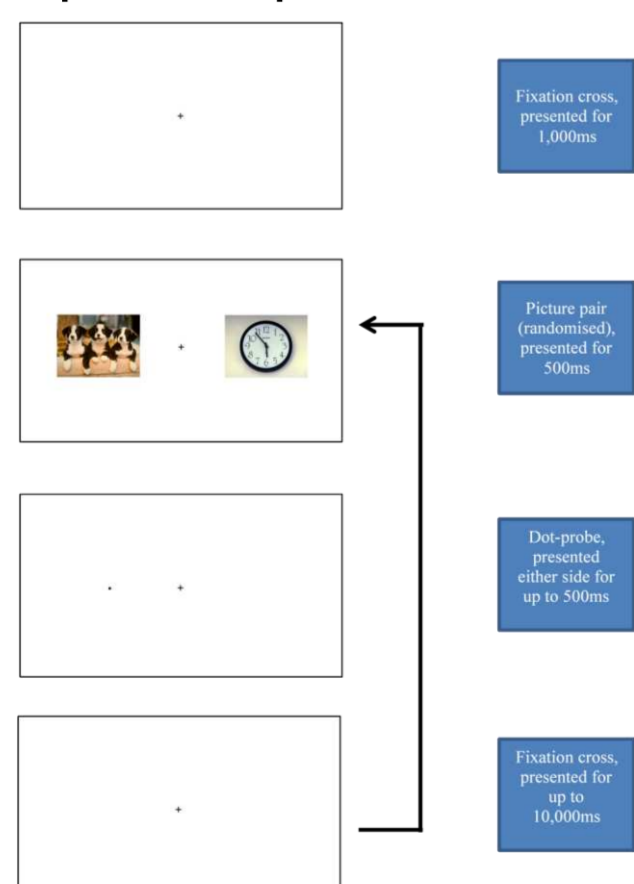 Fixation cross,
presented for
1,000ms
Picture pair
(randomised),
presented for
500ms
Dot-probe,
presented
either side for
up to 500ms
Fixation cross,
presented for
up to
10,000ms